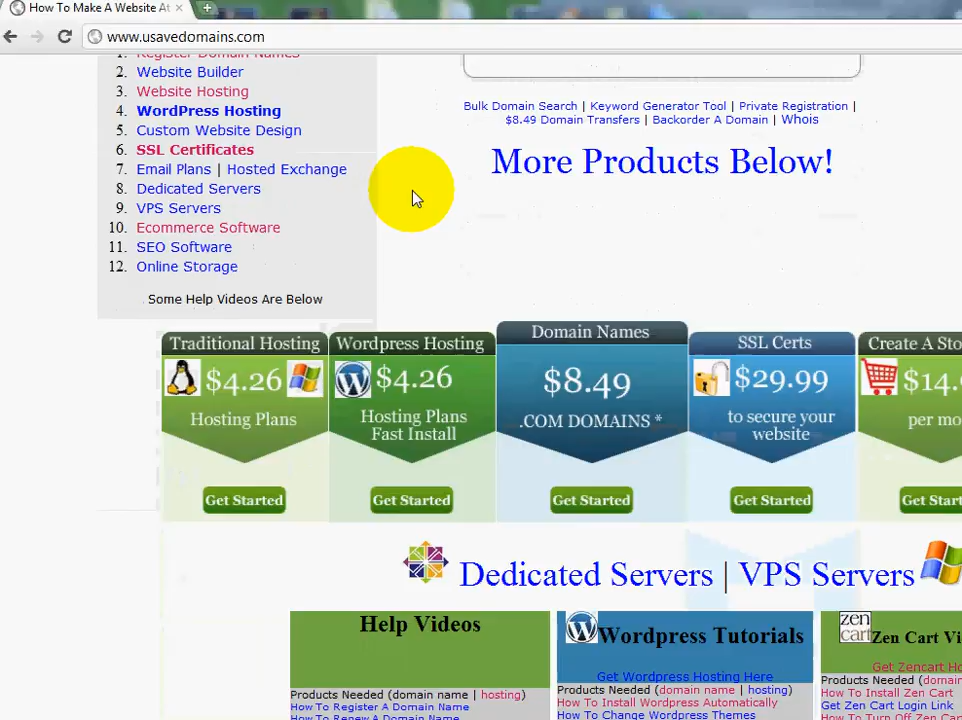 How To Make A Website At
www.usavedomains.com
1. Register Domain Names
2. Website Builder
3. Website Hosting
4. WordPress Hosting
5. Custom Website Design
6. SSL Certificates
7. Email Plans | Hosted Exchange
8. Dedicated Servers
9. VPS Servers
10. Ecommerce Software
11. SEO Software
12. Online Storage
Some Help Videos Are Below
Bulk Domain Search | Keyword Generator Tool | Private Registration |
$8.49 Domain Transfers | Backorder A Domain | Whois
More Products Below!
Traditional Hosting
$4.26
Hosting Plans
Get Started
Wordpress Hosting
$4.26
Hosting Plans
Fast Install
Get Started
Domain Names
$8.49
.COM DOMAINS *
Get Started
SSL Certs
$29.99
to secure your
website
Get Started
Create A Sto
$14.
per mo
Get Start
Dedicated Servers | VPS Servers
Help Videos
Products Needed (domain name | hosting)
How To Register A Domain Name
How To Renew A Domain Name
Wordpress Tutorials
Get Wordpress Hosting Here
Products Needed (domain name | hosting)
How To Install Wordpress Automatically
How To Change Wordpress Themes
zen
cart
Zen Cart Vi
Get Zencart Ho
Products Needed (domain
How To Install Zen Cart
Get Zen Cart Login Link
How To Turn Off Zen Cart